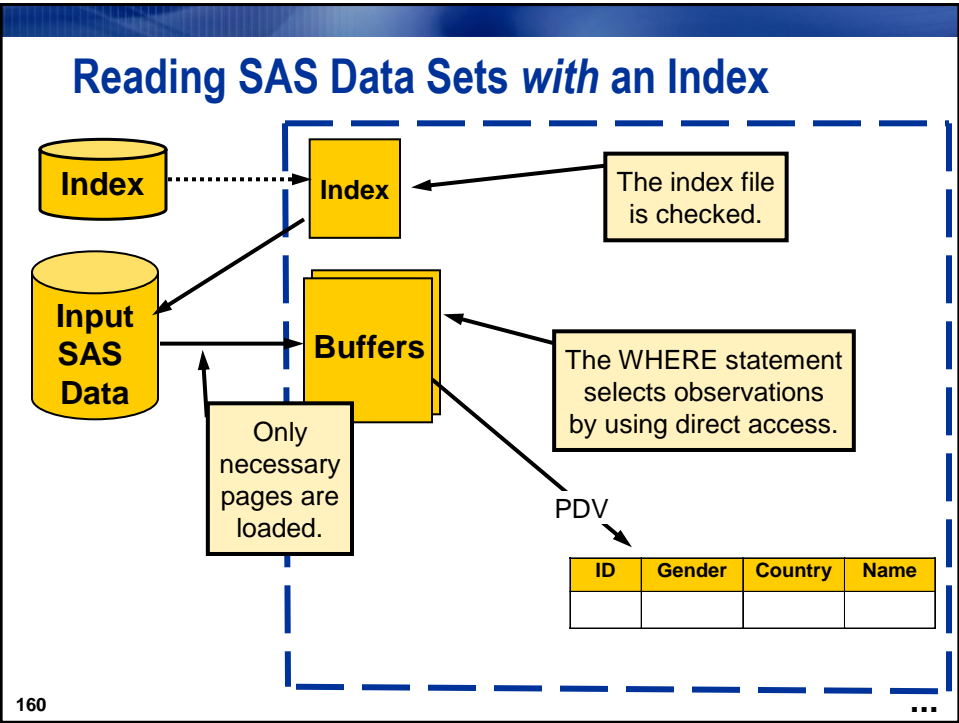 Reading SAS Data Sets with an Index
Index
Index
The index file
is checked.
Input
SAS
Data
Buffers
The WHERE statement
selects observations
by using direct access.
Only
necessary
pages are
loaded.
PDV
ID Gender Country Name
160
...